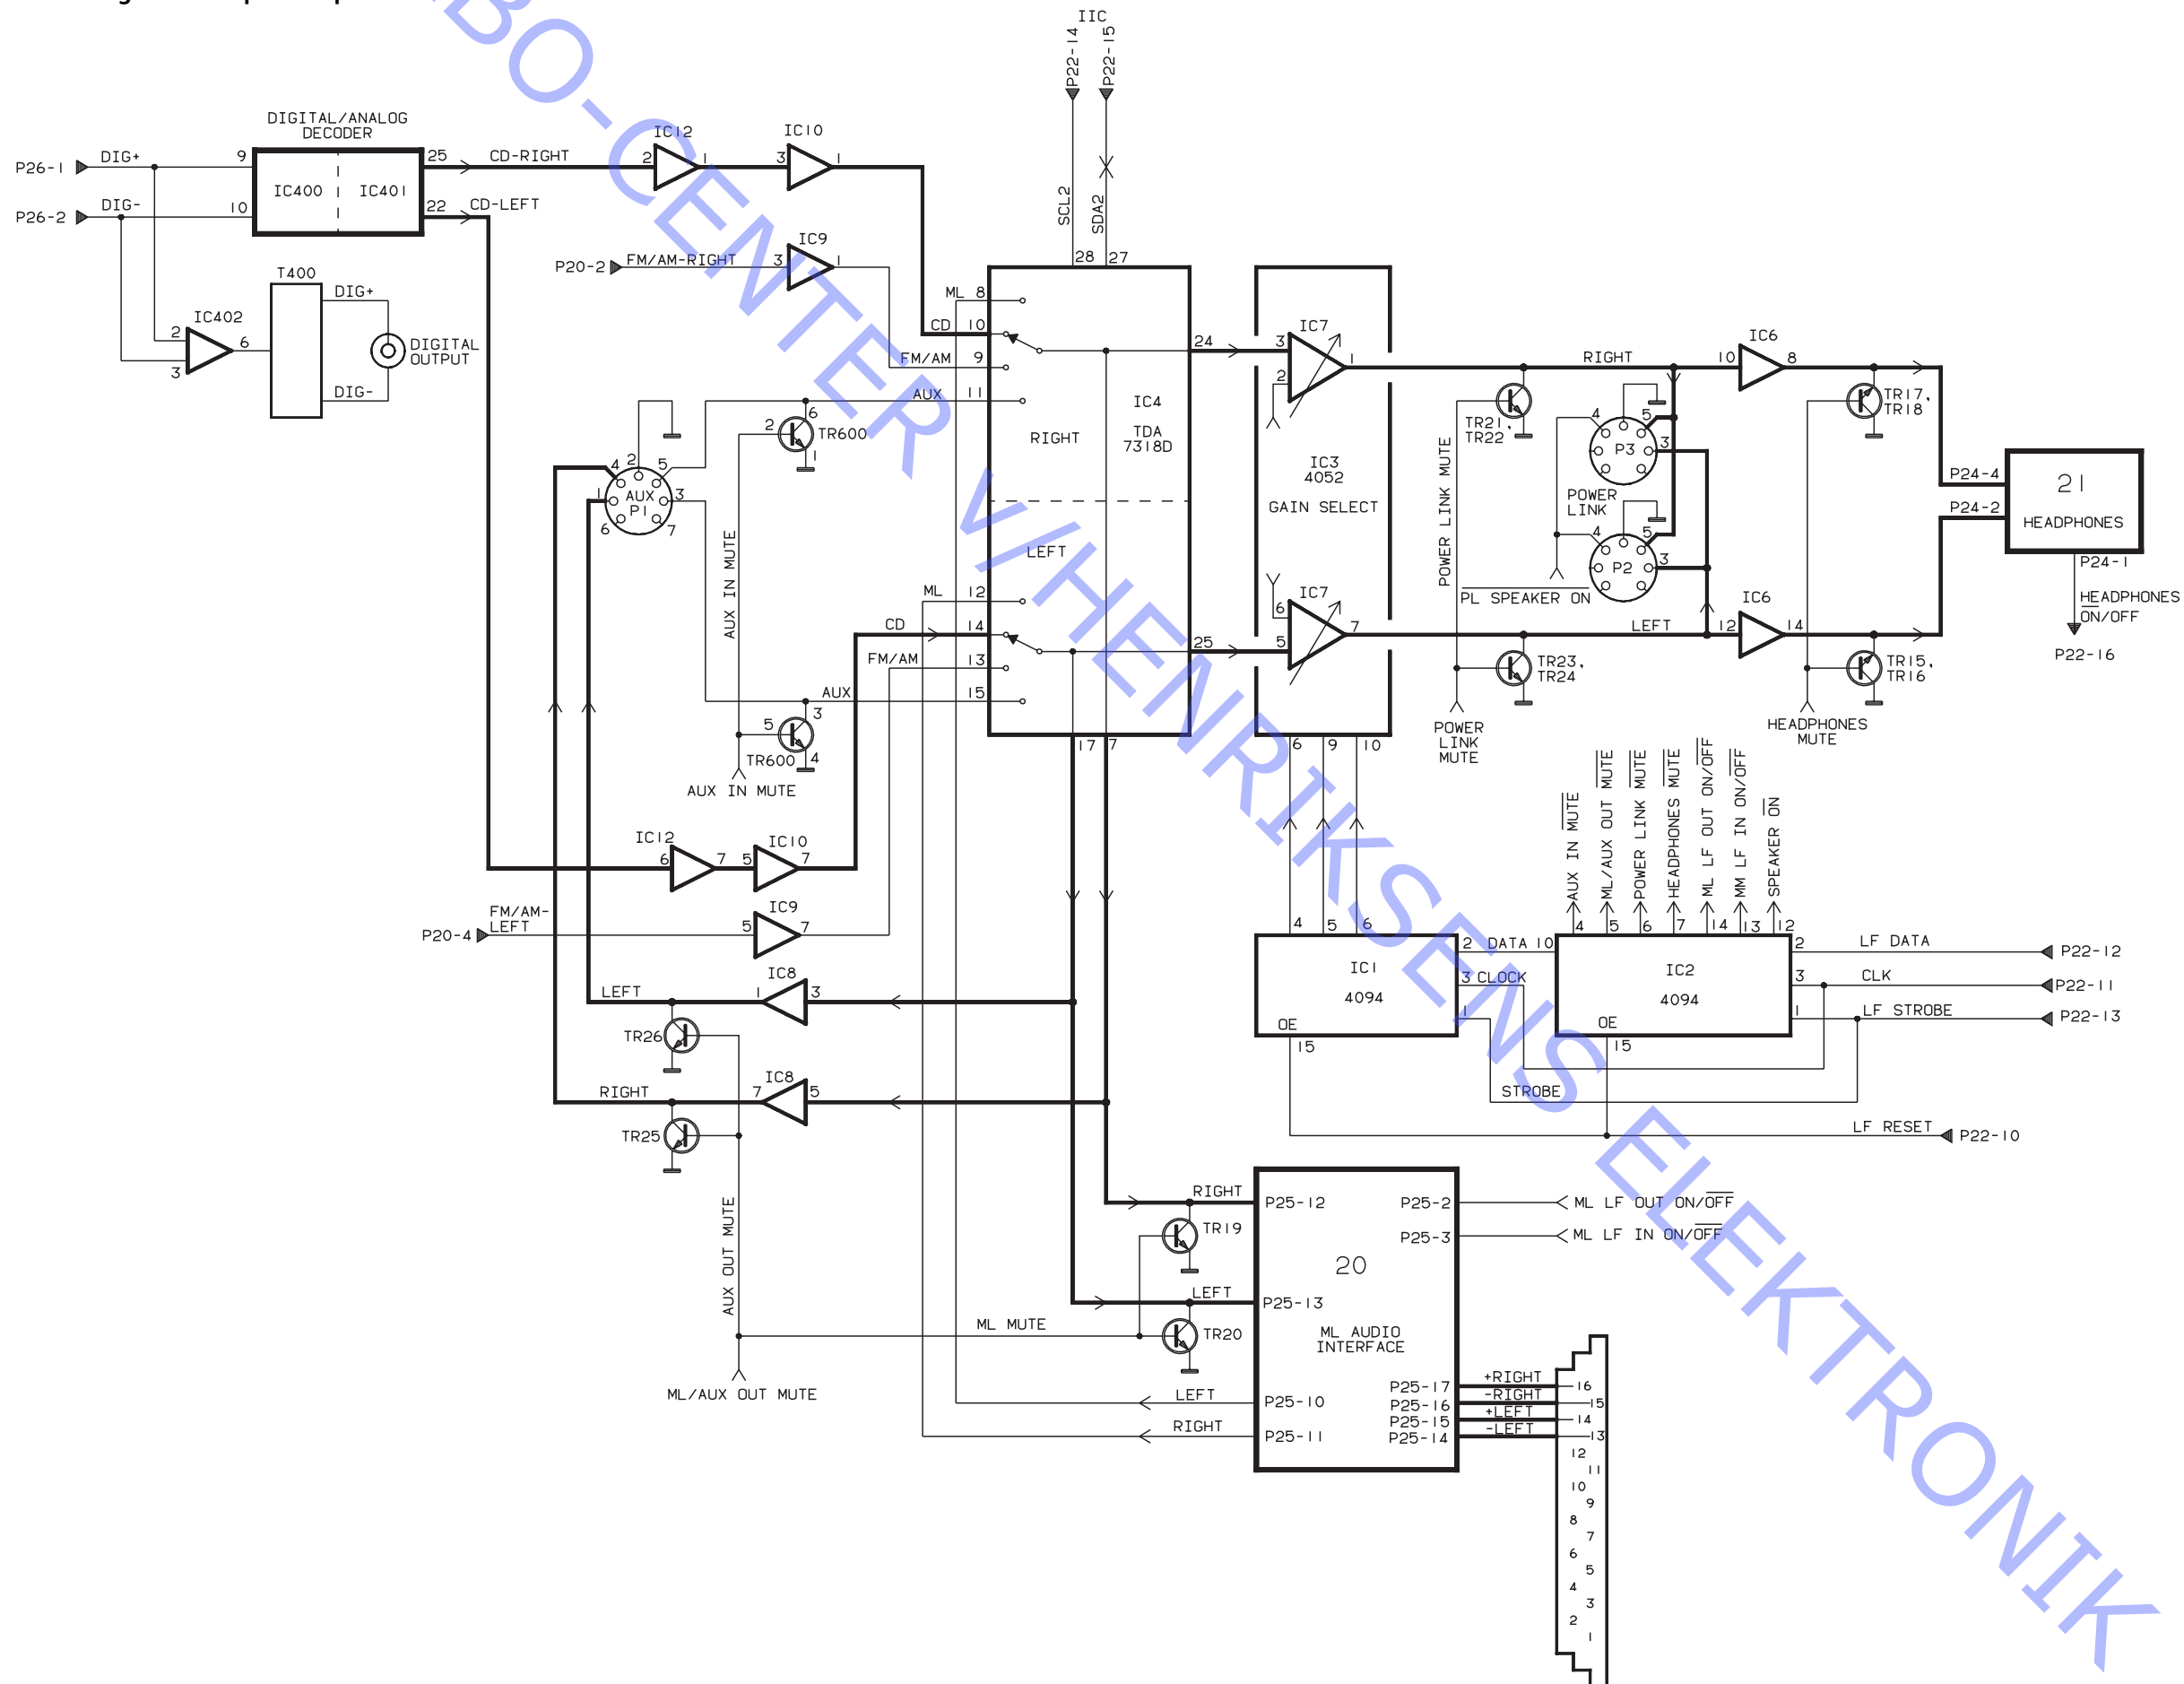 IIC
P22-14
P22-15
SCL2
SDA2
28
27
DIGITAL/ANALOG
DECODER
P26-1
DIG+
9
IC400
IC401
25
CD-RIGHT
P26-2
DIG-
10
22
CD-LEFT
IC12
2
1
IC10
3
1
IC9
P20-2
FM/AM-RIGHT
3
1
T400
DIG+
IC402
2
3
6
DIGITAL
OUTPUT
DIG-
ML 8
CD 10
FM/AM
9
AUX
11
RIGHT
IC4
TDA
7318D
LEFT
24
25
ML 12
CD
14
FM/AM
13
AUX
15
17
7
2
6
TR600
1
4
2
5
1
AUX
P1
3
6
7
AUX IN MUTE
5
3
TR600
4
AUX IN MUTE
IC7
3
2
1
IC3
4052
GAIN SELECT
IC7
6
5
7
6
9
10
RIGHT
10
IC6
8
TR21,
TR22
POWER LINK MUTE
4
5
3
P3
POWER
LINK
4
5
3
P2
PL SPEAKER ON
LEFT
12
IC6
14
TR23,
TR24
POWER
LINK
MUTE
TR17,
TR18
TR15,
TR16
HEADPHONES
MUTE
P24-4
P24-2
21
HEADPHONES
P24-1
HEADPHONES
ON/OFF
P22-16
IC12
6
7
IC10
5
7
FM/AM-
LEFT
P20-4
IC9
5
7
IC8
LEFT
1
3
TR26
IC8
RIGHT
7
5
TR25
AUX OUT MUTE
ML MUTE
ML/AUX OUT MUTE
AUX IN MUTE
ML/AUX OUT MUTE
POWER LINK MUTE
HEADPHONES MUTE
ML LF OUT ON/OFF
MM LF IN ON/OFF
SPEAKER ON
4
5
6
7
14
13
12
4
5
6
IC1
4094
OE
15
2
DATA 10
3 CLOCK
1
STROBE
IC2
4094
OE
15
2
LF DATA
P22-12
3
CLK
P22-11
1
LF STROBE
P22-13
LF RESET
P22-10
RIGHT
P25-12
TR19
LEFT
P25-13
TR20
20
ML AUDIO
INTERFACE
P25-2
ML LF OUT ON/OFF
P25-3
ML LF IN ON/OFF
LEFT
P25-10
RIGHT
P25-11
P25-17
+RIGHT
16
P25-16
-RIGHT
15
P25-15
+LEFT
14
P25-14
-LEFT
13
12
11
10
9
8
7
6
5
4
3
2
1
BO-CENTER V/HENRIKSENS ELEKTRONIK